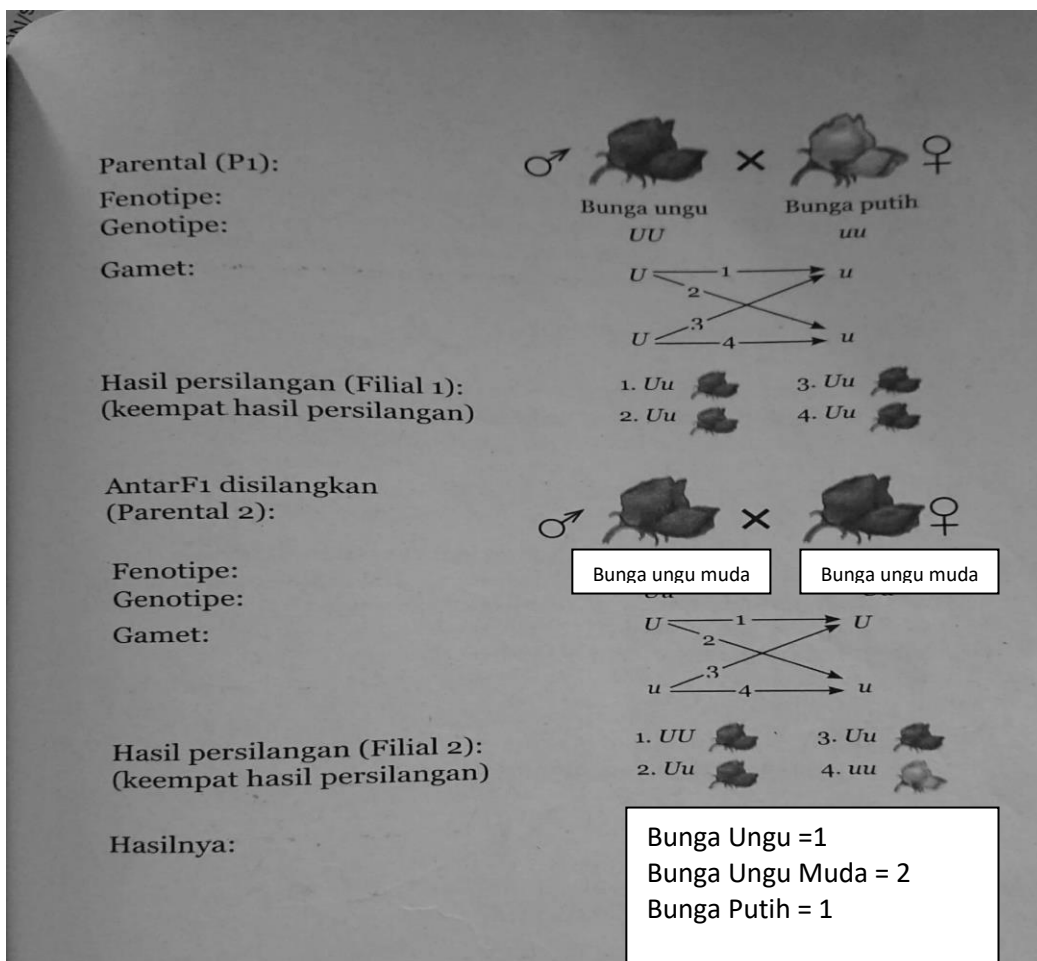 Parental (P1):
Fenotipe:
Bunga ungu Bunga putih
Genotipe:
UU uu
Gamet:
U 1 u
2
3
U 4 u
Hasil persilangan (Filial 1):
(keempat hasil persilangan)
1. Uu 3. Uu
2. Uu 4. Uu
AntarF1 disilangkan
(Parental 2):
Fenotipe:
Bunga ungu muda Bunga ungu muda
Genotipe:
Gamet:
U 1 U
2
3
u 4 u
Hasil persilangan (Filial 2):
(keempat hasil persilangan)
1. UU 3. Uu
2. Uu 4. uu
Hasilnya:
Bunga Ungu =1
Bunga Ungu Muda = 2
Bunga Putih = 1